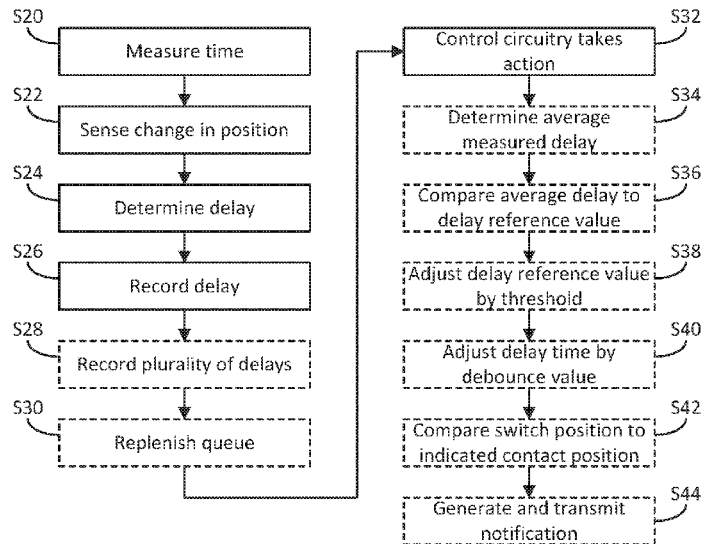 S20
Measure time
S22
Sense change in position
S24
Determine delay
S26
Record delay
S28
Record plurality of delays
S30
Replenish queue
S32
Control circuitry takes
action
S34
Determine average
measured delay
S36
Compare average delay to
delay reference value
S38
Adjust delay reference value
by threshold
S40
Adjust delay time by
debounce value
S42
Compare switch position to
indicated contact position
S44
Generate and transmit
notification